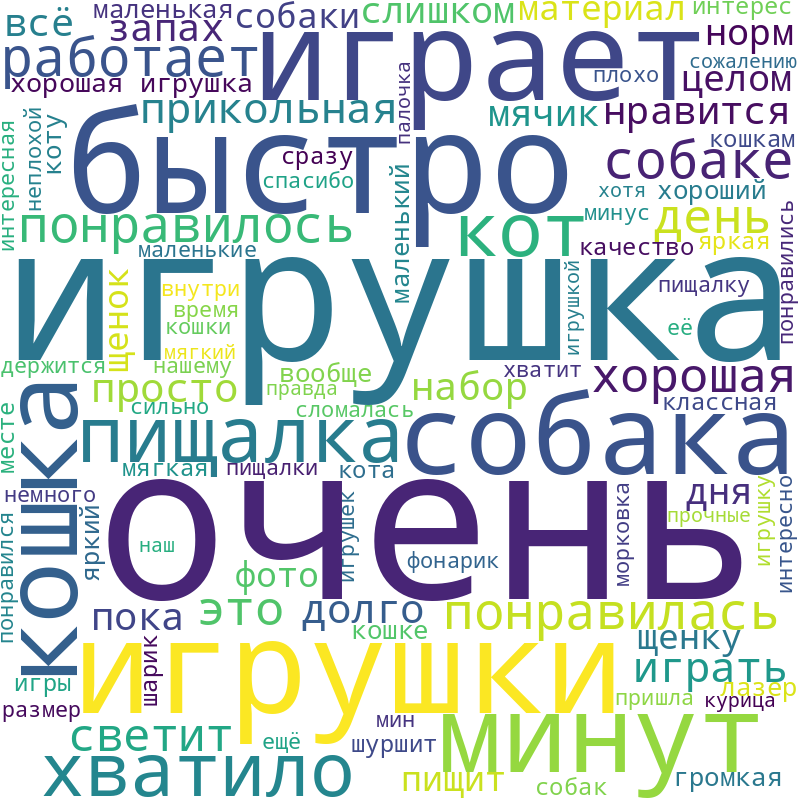 маленькая
собаки
слишком
материал
интерес
всё
запах
играет
норм
работает
сожалению
плохо
целом
хорошая
игрушка
прикольная
палочка
мячик
нравится
интересная
неплохой
коту
быстро
сразу
спасибо
маленький
кошкам
собаке
хотя
хороший
минус
день
понравилось
кот
качество
яркая
понравились
маленькие
игрушка
щенок
внутри
время
кошки
мягкий
игрушкой
пищалку
её
держится
нашему
вообще
правда
хватит
хорошая
просто
набор
сильно
сломалась
классная
месте
кошка
пищалка
собака
мягкая
пищалки
кота
немного
яркий
очень
игрушек
морковка
дня
прочные
игрушку
интересно
понравился
наш
фонарик
фото
пока
это
долго
понравилась
кошке
щенку
шарик
игрушки
играть
игры
лазер
размер
пришла
курица
светит
ещё
мин
шуршит
минут
хватило
пищит
собак
громкая